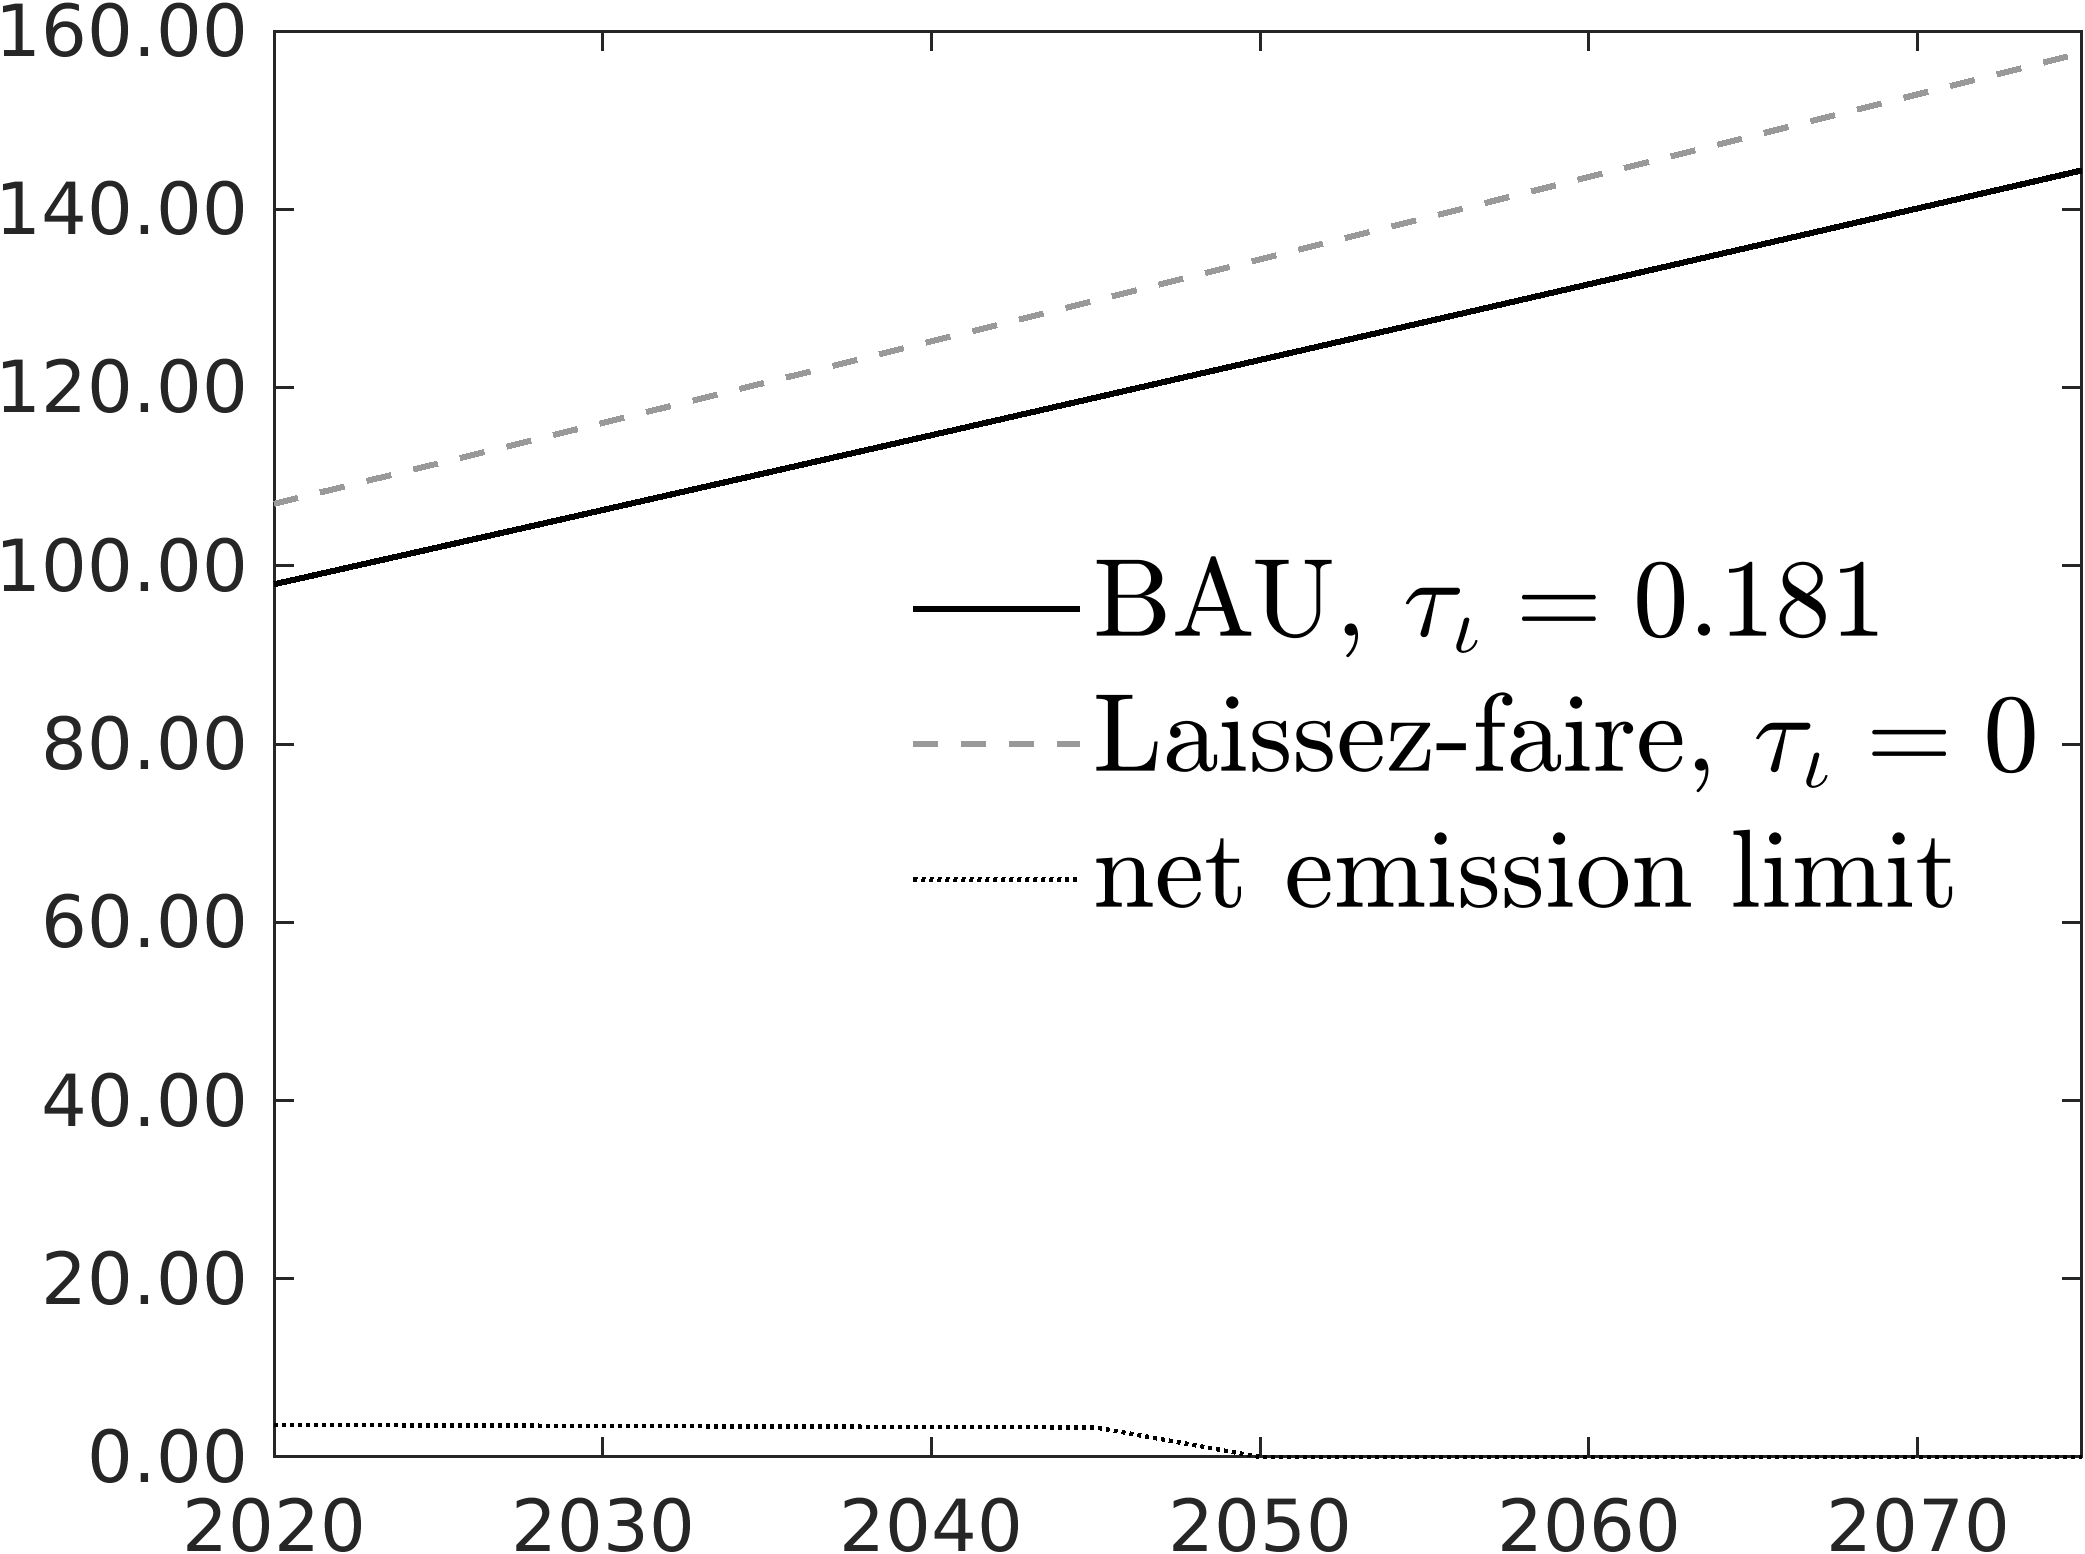 160.00
140.00
120.00
100.00
80.00
60.00
40.00
20.00
0.00
BAU, τι = 0.181
Laissez-faire, τι = 0
net emission limit
2020 2030 2040 2050 2060 2070